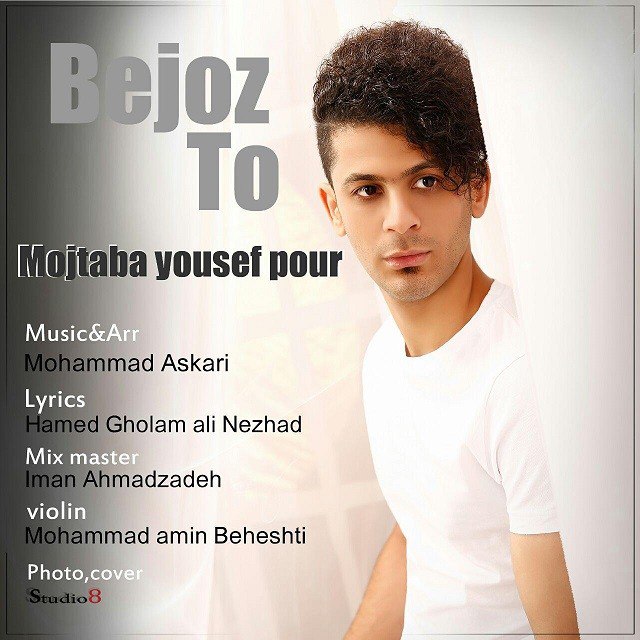 Bejoz
To
Mojtaba yousef pour
Music&Arr
Mohammad Askari
Lyrics
Hamed Gholam ali Nezhad
Mix master
Iman Ahmadzadeh
violin
Mohammad amin Beheshti
Photo,cover
Studio8